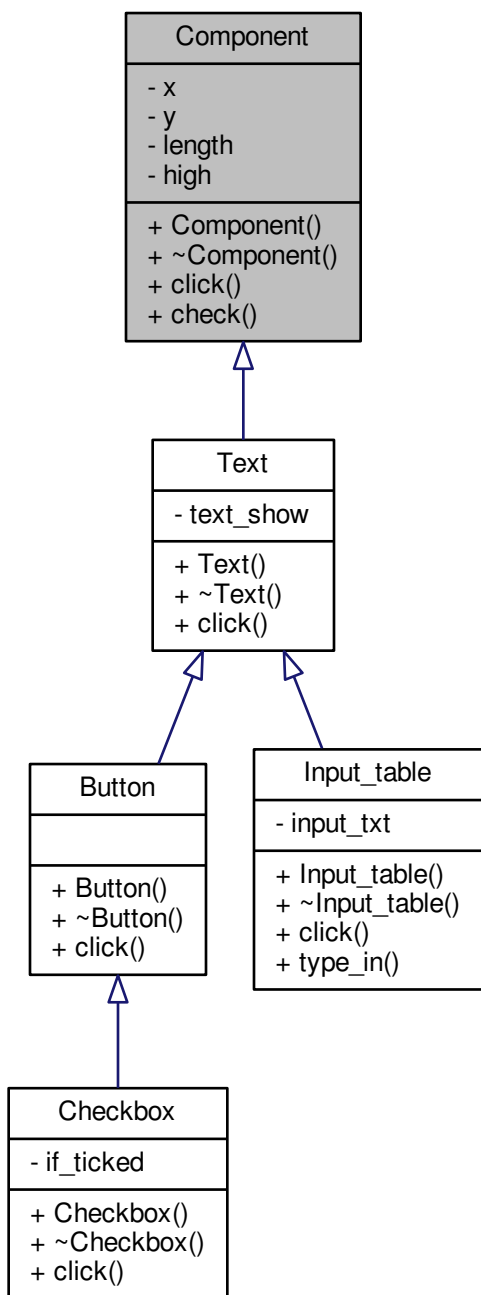 Component
- x
- y
- length
- high
+ Component()
+ ~Component()
+ click()
+ check()
Text
- text_show
+ Text()
+ ~Text()
+ click()
Button
+ Button()
+ ~Button()
+ click()
Input_table
- input_txt
+ Input_table()
+ ~Input_table()
+ click()
+ type_in()
Checkbox
- if_ticked
+ Checkbox()
+ ~Checkbox()
+ click()